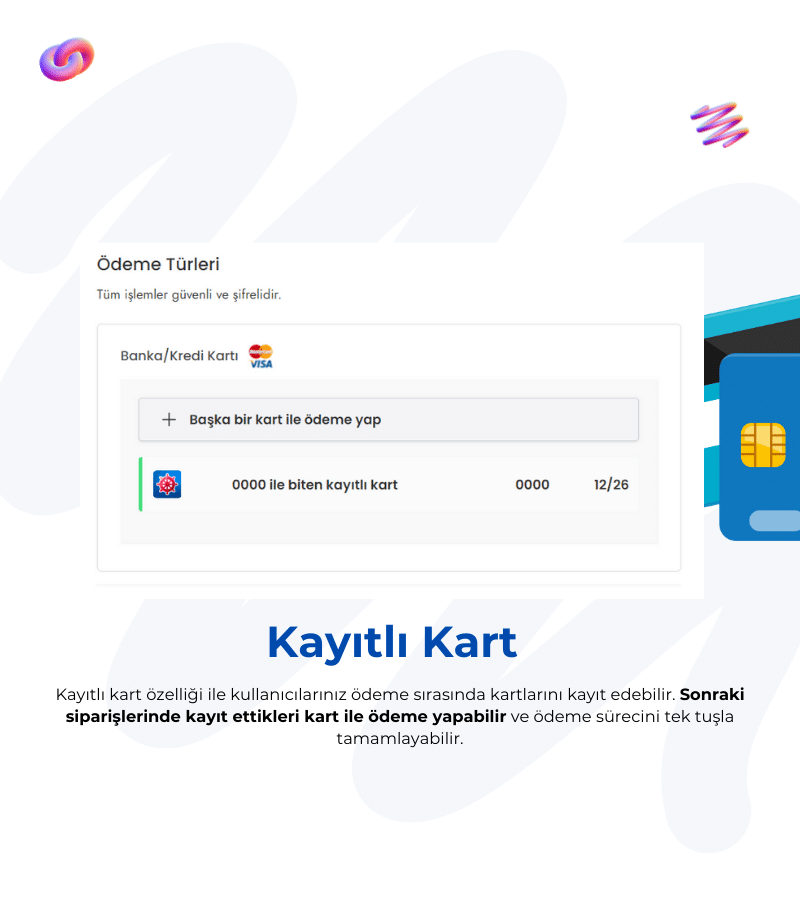 Ödeme Türleri
Tüm işlemler güvenli ve şifrelidir.
Banka/Kredi Kartı
VISA
Başka bir kart ile ödeme yap
0000 ile biten kayıtlı kart 0000 12/26
Kayıtlı Kart
Kayıtlı kart özelliği ile kullanıcılarınız ödeme sırasında kartlarını kayıt edebilir. Sonraki
siparişlerinde kayıt ettikleri kart ile ödeme yapabilir ve ödeme sürecini tek tuşla
tamamlayabilir.